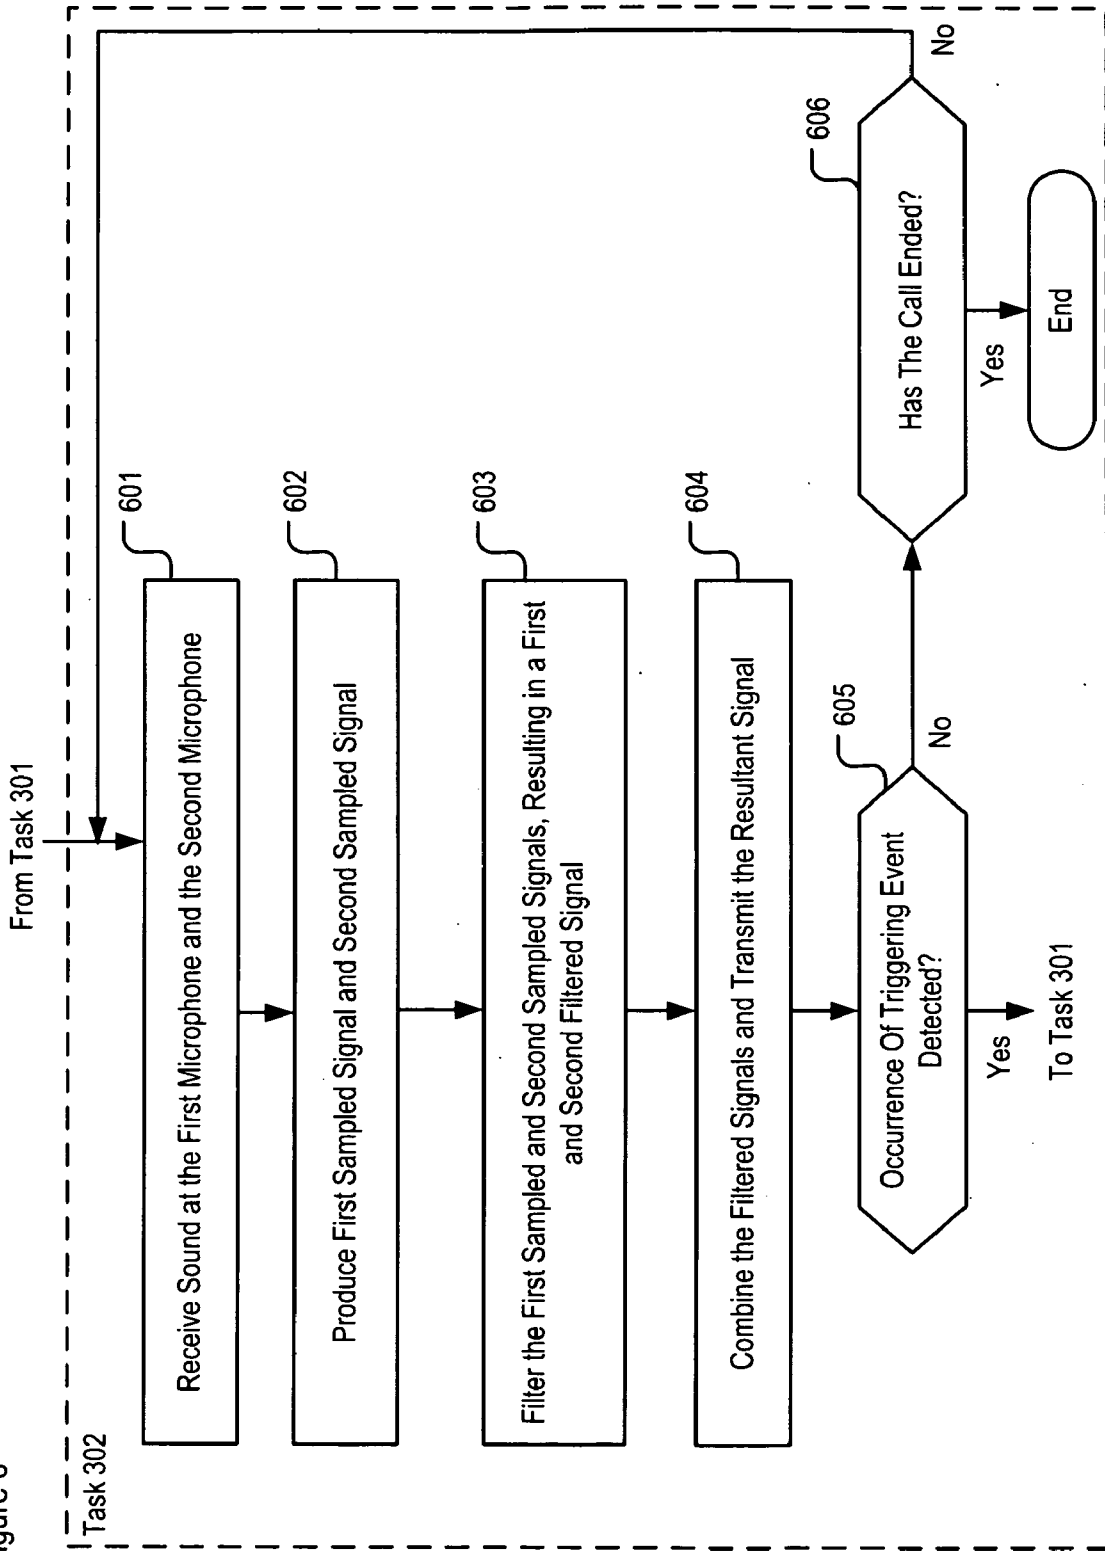 From Task 301
Task 302
Receive Sound at the First Microphone and the Second Microphone
601
Produce First Sampled Signal and Second Sampled Signal
602
Filter the First Sampled and Second Sampled Signals, Resulting in a First
and Second Filtered Signal
603
Combine the Filtered Signals and Transmit the Resultant Signal
604
Occurrence Of Triggering Event
Detected?
605
No
Yes
To Task 301
Has The Call Ended?
606
No
Yes
End